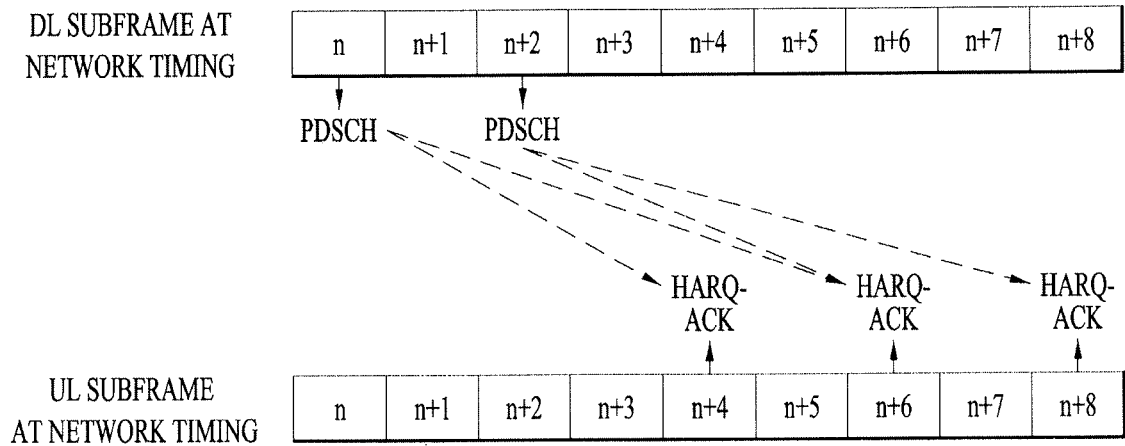 DL SUBFRAME AT
NETWORK TIMING
n n+1 n+2 n+3 n+4 n+5 n+6 n+7 n+8
PDSCH PDSCH
HARQ- HARQ- HARQ-
ACK ACK ACK
UL SUBFRAME
AT NETWORK TIMING
n n+1 n+2 n+3 n+4 n+5 n+6 n+7 n+8